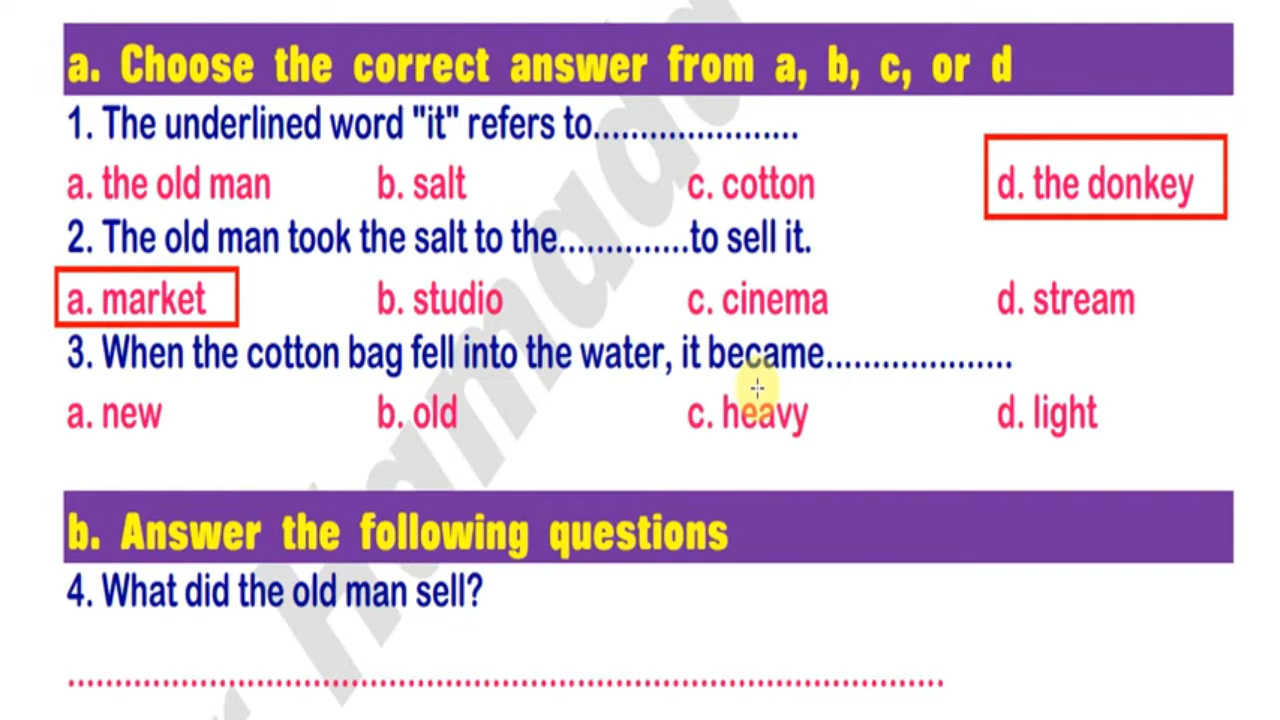 a. Choose the correct answer from a, b, c, or d
1. The underlined word "it" refers to......................
a. the old man b. salt c. cotton d. the donkey
2. The old man took the salt to the..............to sell it.
a. market b. studio c. cinema d. stream
3. When the cotton bag fell into the water, it became....................
a. new b. old c. heavy d. light
b. Answer the following questions
4. What did the old man sell?
............................................................................................